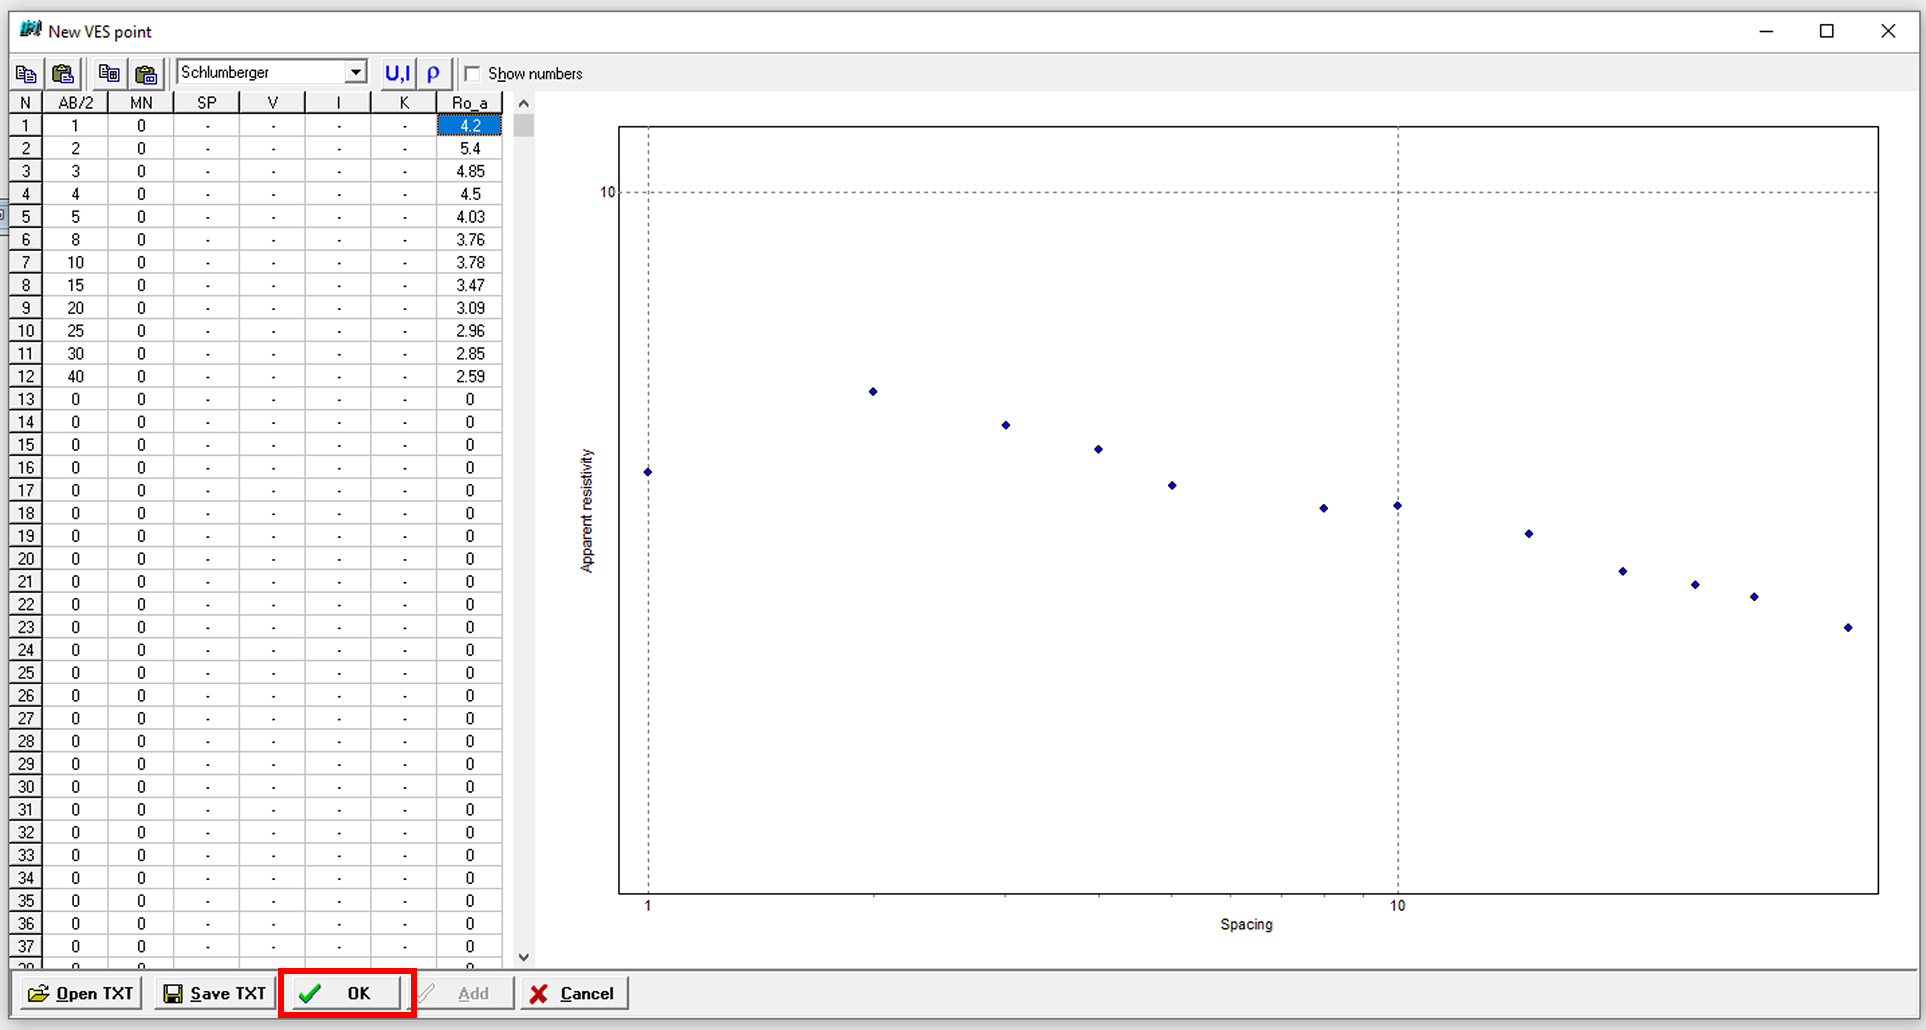 New VES point
Schlumberger U,I ρ Show numbers
N AB/2 MN SP V I K Ro_a
1 1 0 - - - - 4.2
2 2 0 - - - - 5.4
3 3 0 - - - - 4.85
4 4 0 - - - - 4.5
5 5 0 - - - - 4.03
6 8 0 - - - - 3.76
7 10 0 - - - - 3.78
8 15 0 - - - - 3.47
9 20 0 - - - - 3.09
10 25 0 - - - - 2.96
11 30 0 - - - - 2.85
12 40 0 - - - - 2.59
13 0 0 - - - - 0
14 0 0 - - - - 0
15 0 0 - - - - 0
16 0 0 - - - - 0
17 0 0 - - - - 0
18 0 0 - - - - 0
19 0 0 - - - - 0
20 0 0 - - - - 0
21 0 0 - - - - 0
22 0 0 - - - - 0
23 0 0 - - - - 0
24 0 0 - - - - 0
25 0 0 - - - - 0
26 0 0 - - - - 0
27 0 0 - - - - 0
28 0 0 - - - - 0
29 0 0 - - - - 0
30 0 0 - - - - 0
31 0 0 - - - - 0
32 0 0 - - - - 0
33 0 0 - - - - 0
34 0 0 - - - - 0
35 0 0 - - - - 0
36 0 0 - - - - 0
37 0 0 - - - - 0
10
Apparent resistivity
1 10
Spacing
Open TXT Save TXT OK Add Cancel